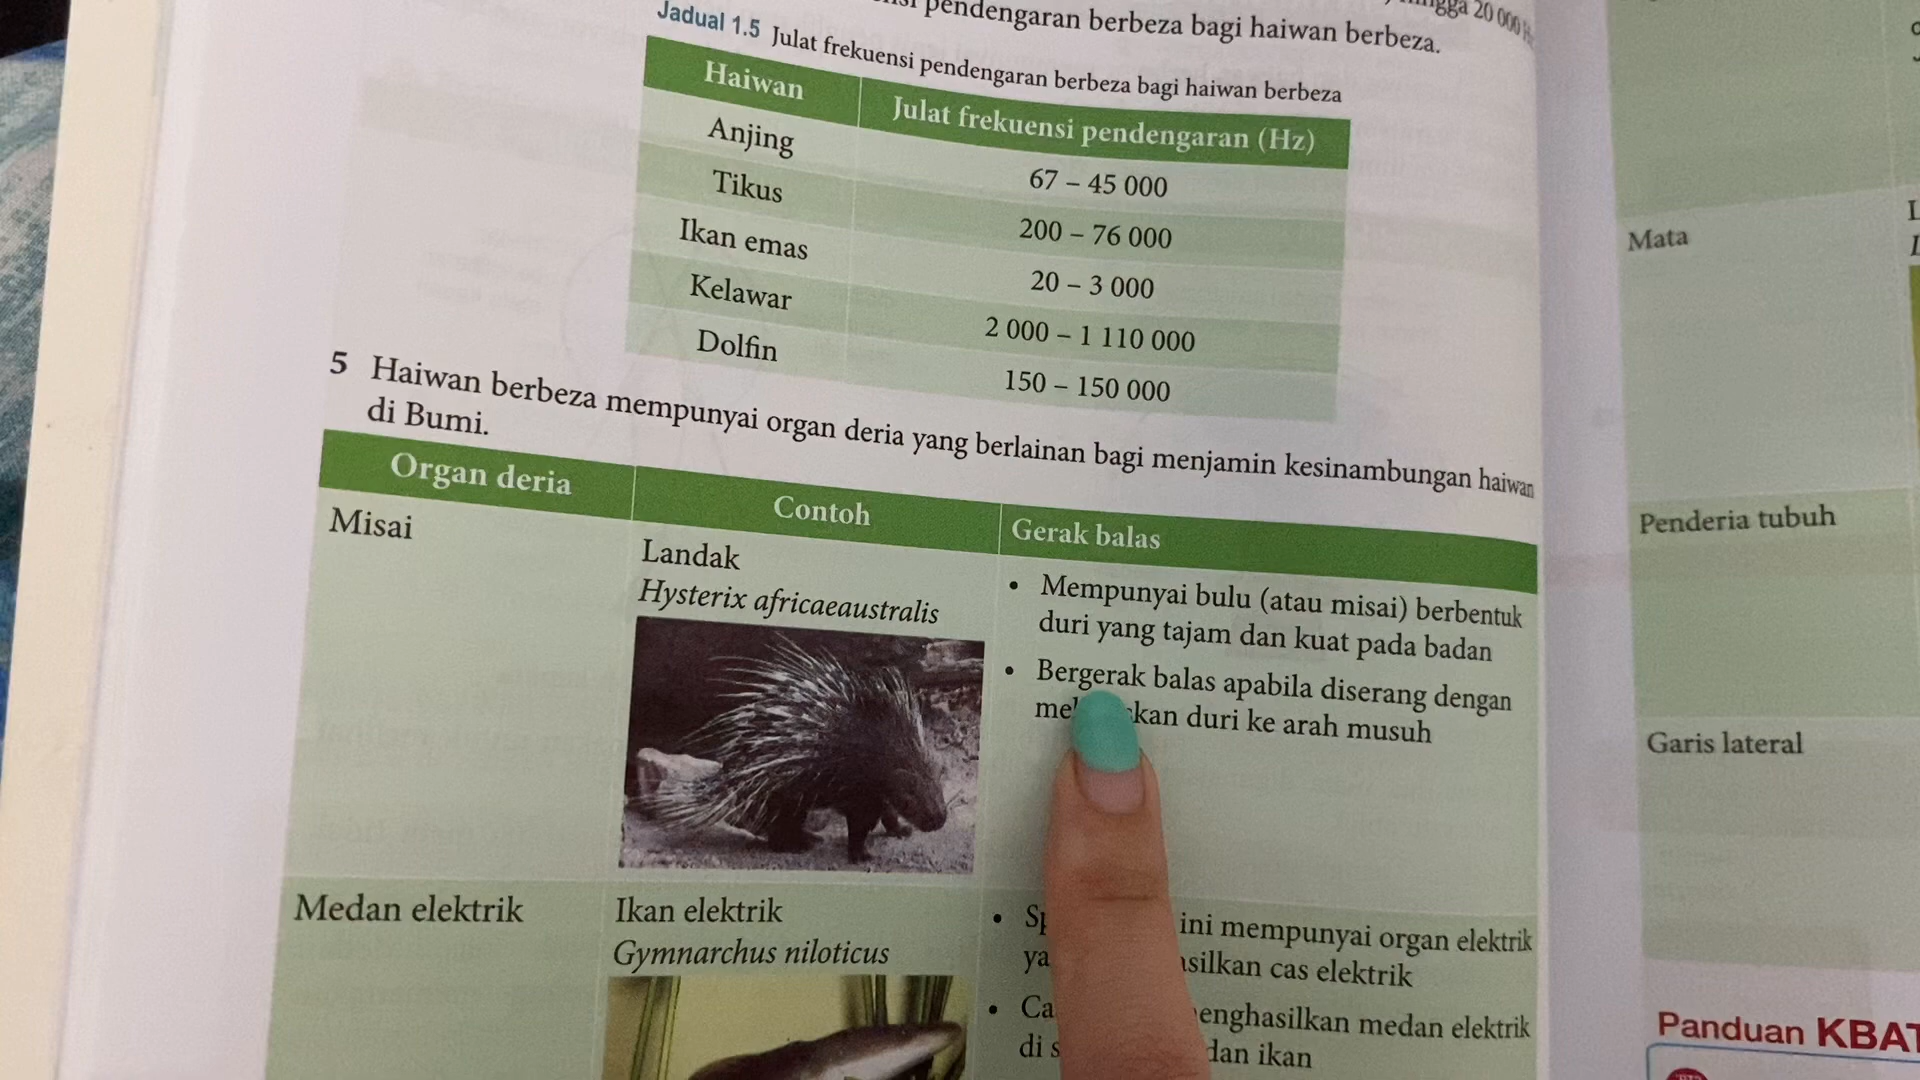 pendengaran berbeza bagi haiwan berbeza.
20 000
Jadual 1.5 Julat frekuensi pendengaran berbeza bagi haiwan berbeza
Haiwan Julat frekuensi pendengaran (Hz)
Anjing 67 – 45 000
Tikus 200 – 76 000
Ikan emas 20 – 3 000
Kelawar 2 000 – 1 110 000
Dolfin 150 – 150 000
5 Haiwan berbeza mempunyai organ deria yang berlainan bagi menjamin kesinambungan haiwan
di Bumi.
Organ deria Contoh Gerak balas
Misai
Landak
Hysterix africaeaustralis
• Mempunyai bulu (atau misai) berbentuk
duri yang tajam dan kuat pada badan
• Bergerak balas apabila diserang dengan
duri ke arah musuh
Medan elektrik
Ikan elektrik
Gymnarchus niloticus
• ini mempunyai organ elektrik
cas elektrik
• medan elektrik
ikan
Mata
Penderia tubuh
Garis lateral
Panduan KBAT